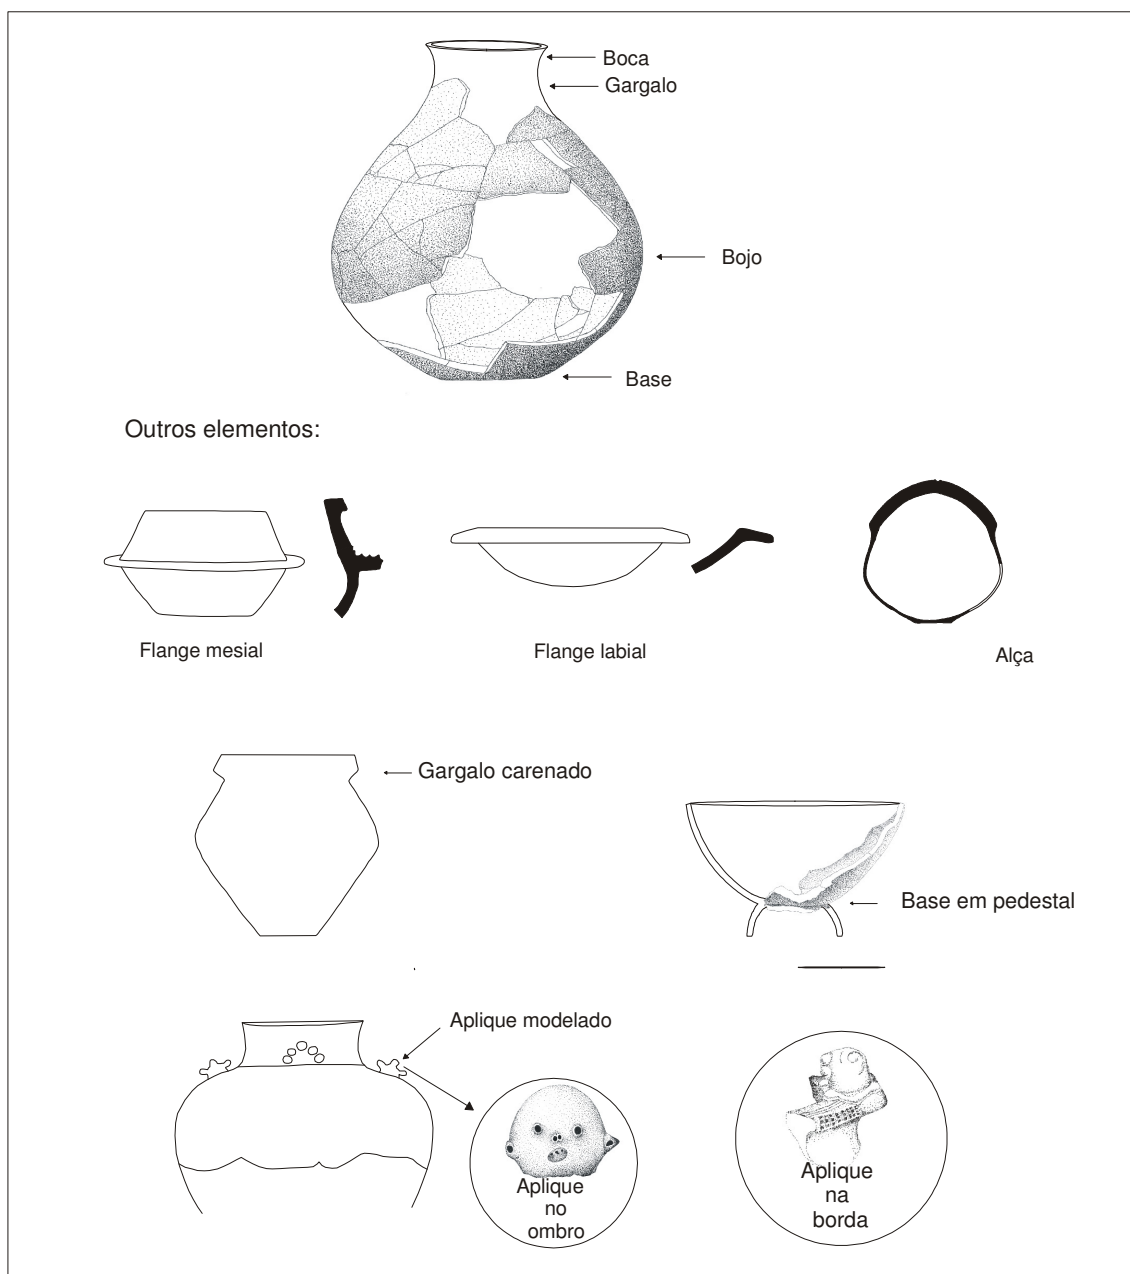 Boca
Gargalo
Bojo
Base
Outros elementos:
Flange mesial
Flange labial
Alça
Gargalo carenado
Base em pedestal
Aplique modelado
Aplique
no
ombro
Aplique
na
borda